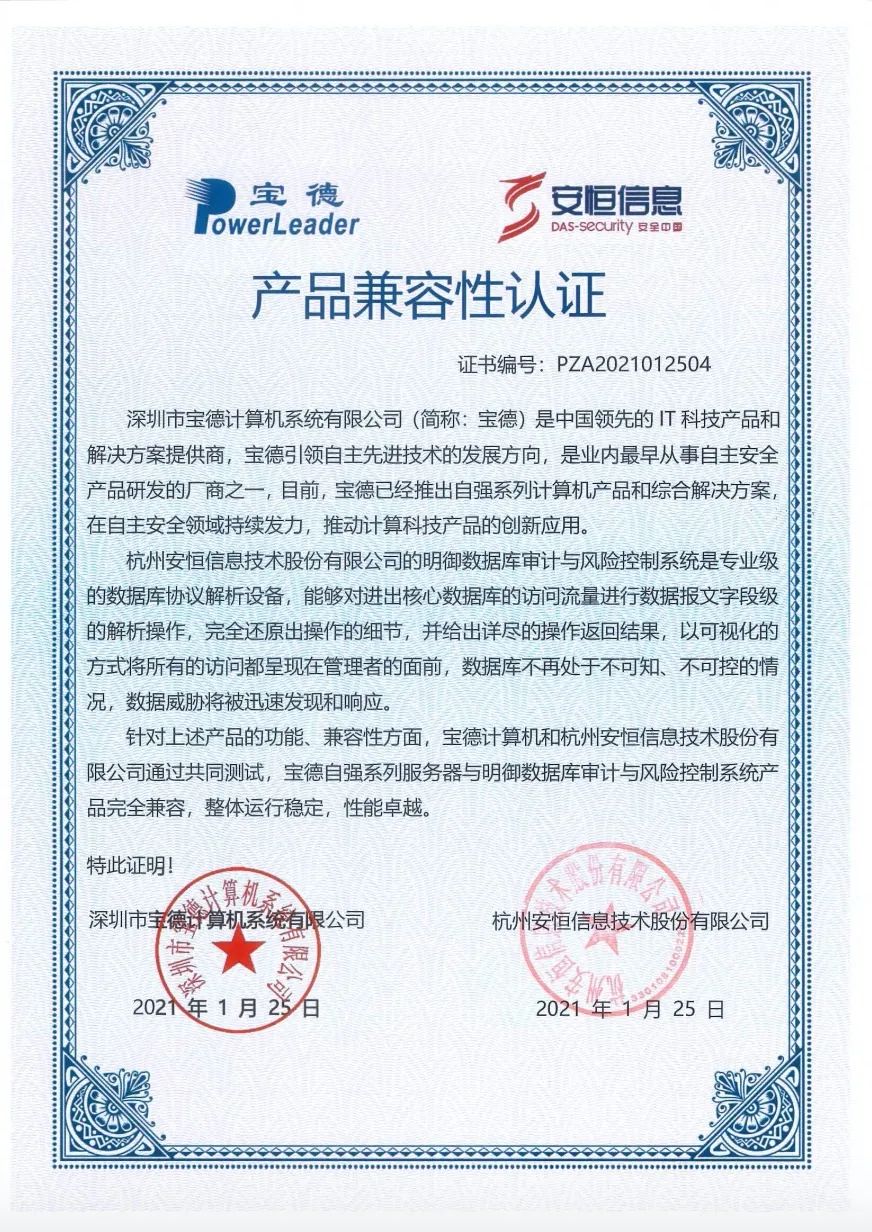 宝德
PowerLeader
安恒信息
DAS-security 安全中国
产品兼容性认证
证书编号：PZA2021012504
深圳市宝德计算机系统有限公司（简称：宝德）是中国领先的 IT 科技产品和
解决方案提供商，宝德引领自主先进技术的发展方向，是业内最早从事自主安全
产品研发的厂商之一，目前，宝德已经推出自强系列计算机产品和综合解决方案，
在自主安全领域持续发力，推动计算科技产品的创新应用。
杭州安恒信息技术股份有限公司的明御数据库审计与风险控制系统是专业级
的数据库协议解析设备，能够对进出核心数据库的访问流量进行数据报文字段级
的解析操作，完全还原出操作的细节，并给出详尽的操作返回结果，以可视化的
方式将所有的访问都呈现在管理者的面前，数据库不再处于不可知、不可控的情
况，数据威胁将被迅速发现和响应。
针对上述产品的功能、兼容性方面，宝德计算机和杭州安恒信息技术股份有
限公司通过共同测试，宝德自强系列服务器与明御数据库审计与风险控制系统产
品完全兼容，整体运行稳定，性能卓越。
特此证明！
深圳市宝德计算机系统有限公司
杭州安恒信息技术股份有限公司
深圳市宝德计算机系统有限公司
杭州安恒信息技术股份有限公司
2021 年 1 月 25 日
2021 年 1 月 25 日